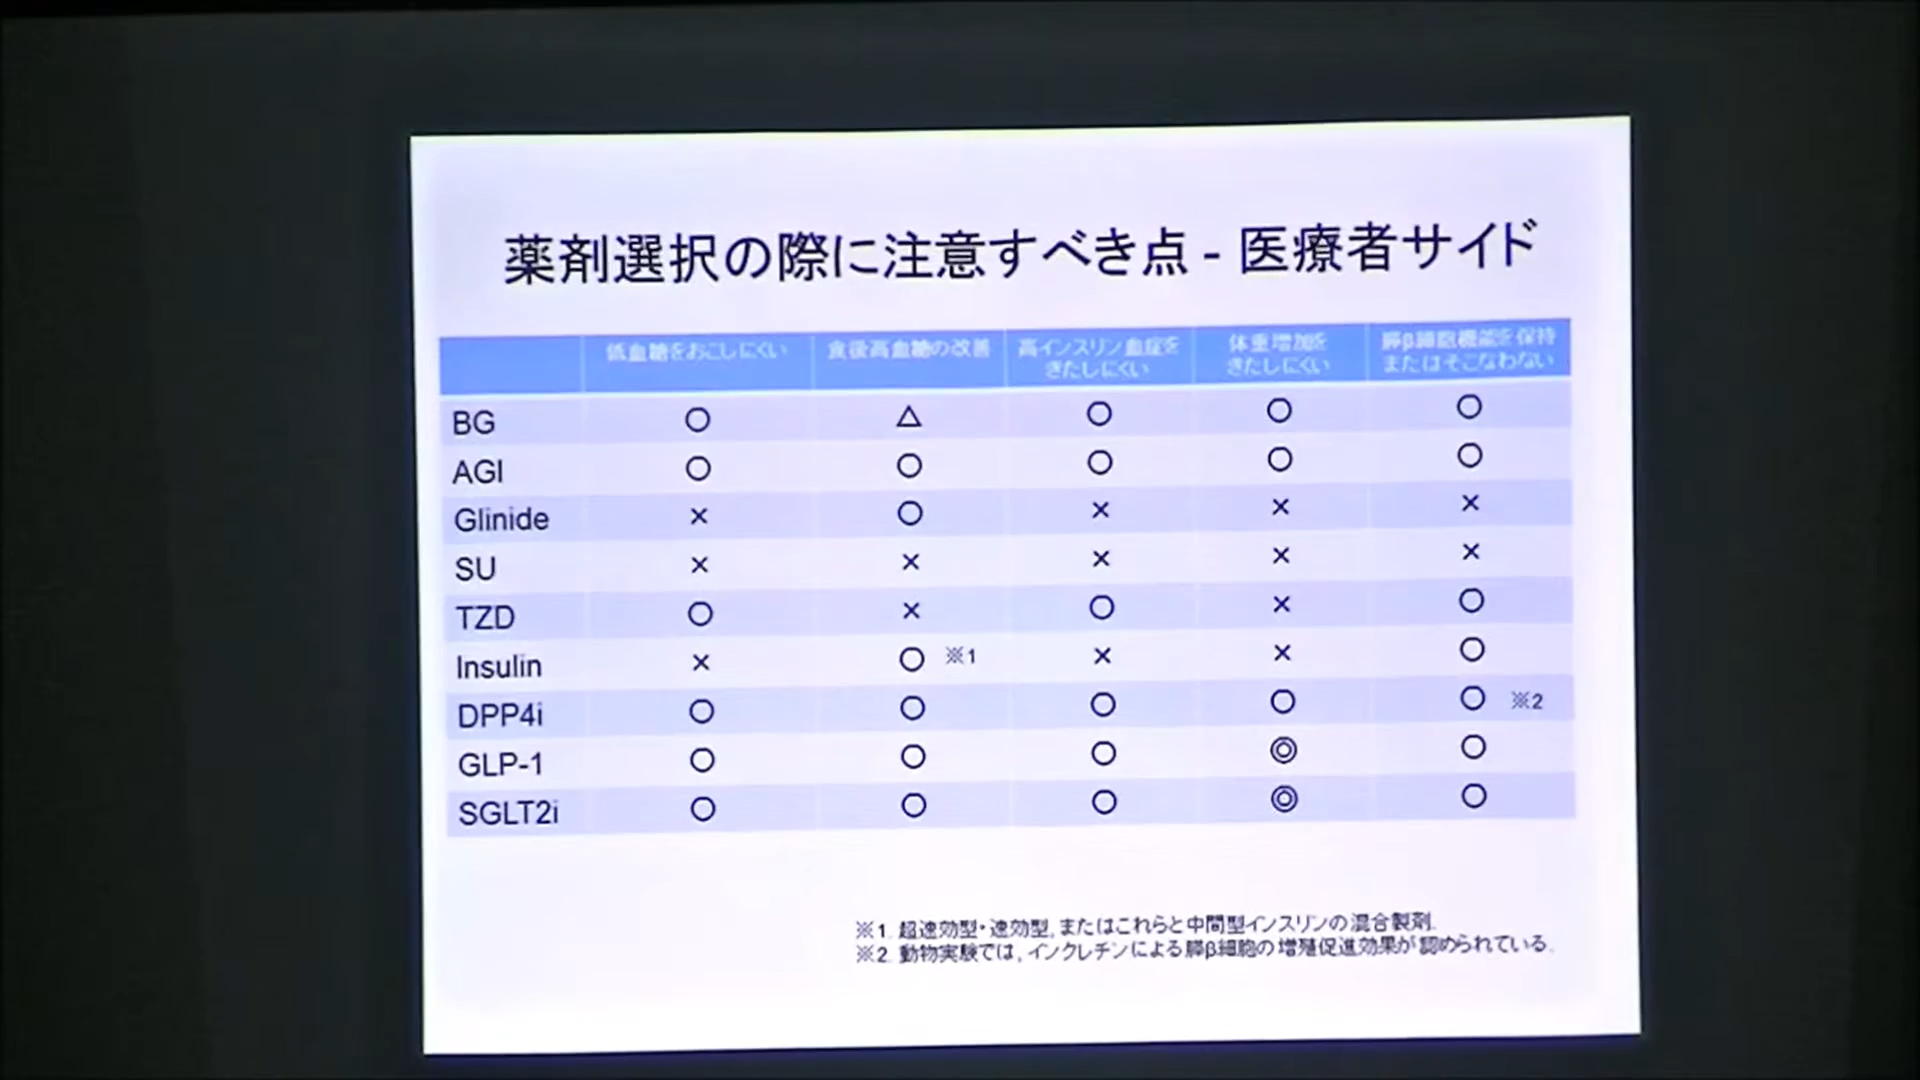 薬剤選択の際に注意すべき点 - 医療者サイド
低血糖をおこしにくい 食後高血糖の改善 高インスリン血症をきたしにくい 体重増加をきたしにくい 膵β細胞機能を保持またはそこなわない
BG ○ △ ○ ○ ○
AGI ○ ○ ○ ○ ○
Glinide × ○ × × ×
SU × × × × ×
TZD ○ × ○ × ○
Insulin × ○ ※1 × × ○
DPP4i ○ ○ ○ ○ ○ ※2
GLP-1 ○ ○ ○ ◎ ○
SGLT2i ○ ○ ○ ◎ ○
※1. 超速効型・速効型, またはこれらと中間型インスリンの混合製剤.
※2. 動物実験では, インクレチンによる膵β細胞の増殖促進効果が認められている.